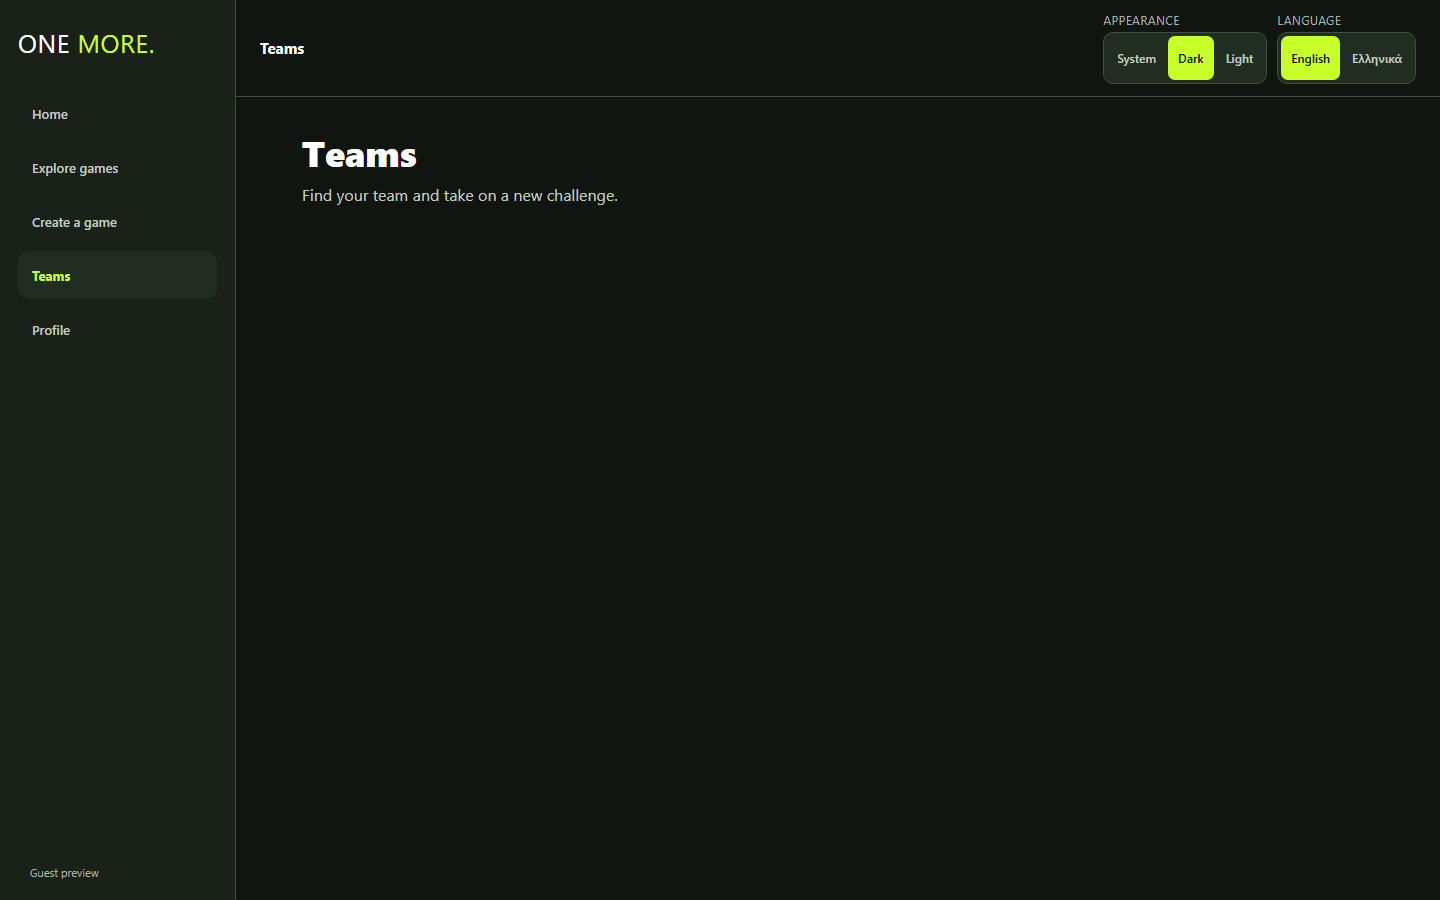 ONE MORE.
Home
Explore games
Create a game
Teams
Profile
Guest preview
Teams
APPEARANCE
System Dark Light
LANGUAGE
English Ελληνικά
Teams
Find your team and take on a new challenge.